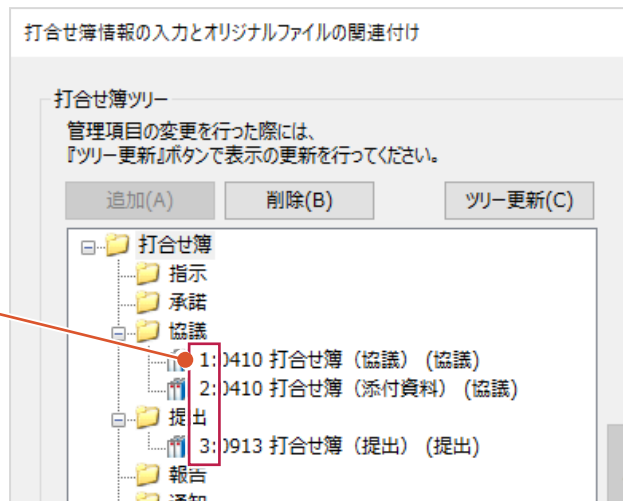 打合せ簿情報の入力とオリジナルファイルの関連付け
打合せ簿ツリー
管理項目の変更を行った際には、
『ツリー更新』ボタンで表示の更新を行ってください。
追加(A) 削除(B) ツリー更新(C)
打合せ簿
指示
承諾
協議
1:0410 打合せ簿（協議） (協議)
2:0410 打合せ簿（添付資料） (協議)
提出
3:0913 打合せ簿（提出） (提出)
報告
通知